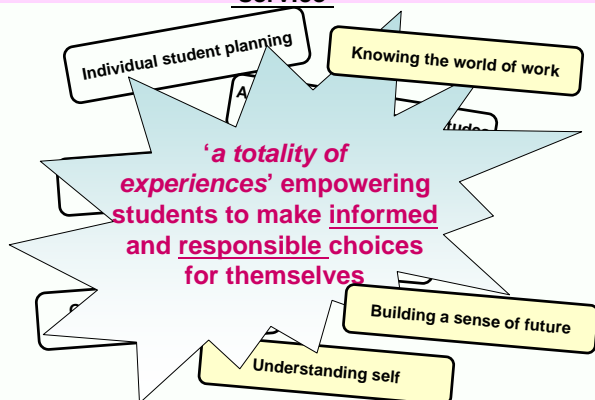 Individual student planning
Knowing the world of work
'a totality of
experiences' empowering
students to make informed
and responsible choices
for themselves
Building a sense of future
Understanding self